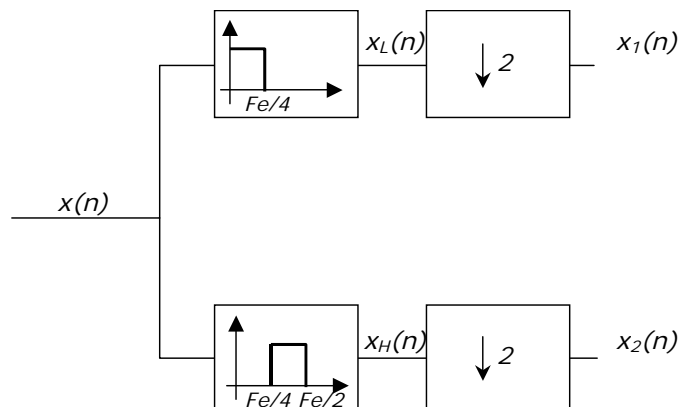 x(n)
Fe/4
x_L(n)
2
x_1(n)
Fe/4 Fe/2
x_H(n)
2
x_2(n)